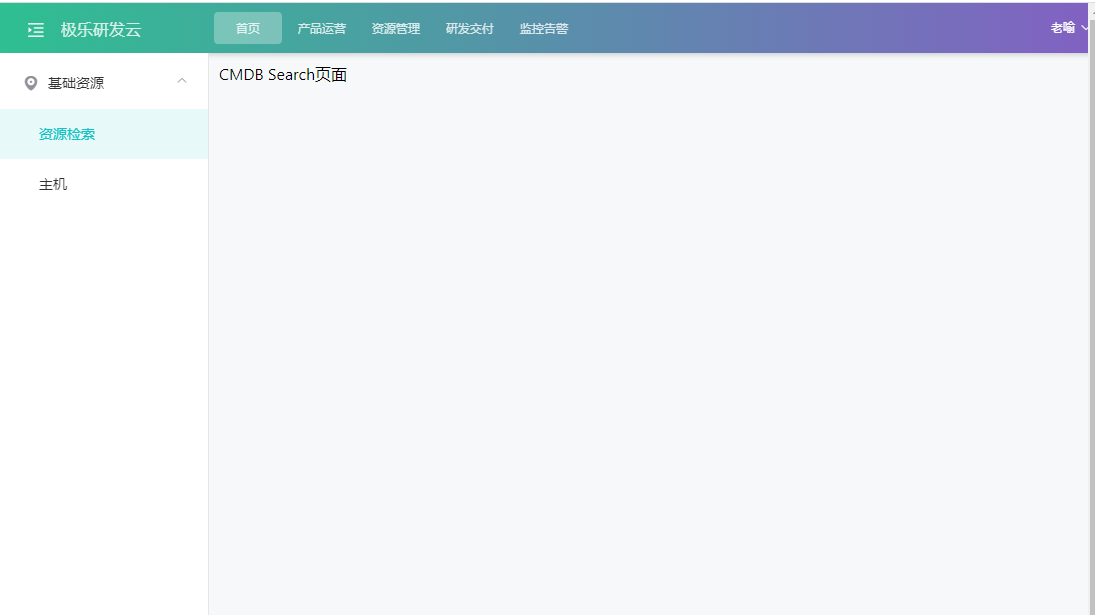 极乐研发云 首页 产品运营 资源管理 研发交付 监控告警 老喻
基础资源
CMDB Search页面
资源检索
主机